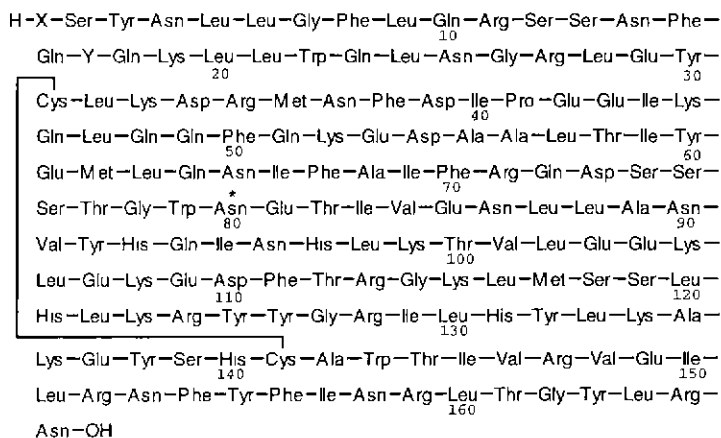 H-X-Ser-Tyr-Asn-Leu-Leu-Gly-Phe-Leu-Gln-Arg-Ser-Ser-Asn-Phe-
10
Gln-Y-Gln-Lys-Leu-Leu-Trp-Gln-Leu-Asn-Gly-Arg-Leu-Glu-Tyr
20 30
Cys-Leu-Lys-Asp-Arg-Met-Asn-Phe-Asp-Ile-Pro-Glu-Glu-Ile-Lys-
40
Gln-Leu-Gln-Gln-Phe-Gln-Lys-Glu-Asp-Ala-Ala-Leu-Thr-Ile-Tyr
50 60
Glu-Met-Leu-Gln-Asn-Ile-Phe-Ala-Ile-Phe-Arg-Gln-Asp-Ser-Ser-
* 70
Ser-Thr-Gly-Trp-Asn-Glu-Thr-Ile-Val-Glu-Asn-Leu-Leu-Ala-Asn
80 90
Val-Tyr-His-Gln-Ile-Asn-His-Leu-Lys-Thr-Val-Leu-Glu-Glu-Lys-
100
Leu-Glu-Lys-Glu-Asp-Phe-Thr-Arg-Gly-Lys-Leu-Met-Ser-Ser-Leu
110 120
His-Leu-Lys-Arg-Tyr-Tyr-Gly-Arg-Ile-Leu-His-Tyr-Leu-Lys-Ala-
130
Lys-Glu-Tyr-Ser-His-Cys-Ala-Trp-Thr-Ile-Val-Arg-Val-Glu-Ile
140 150
Leu-Arg-Asn-Phe-Tyr-Phe-Ile-Asn-Arg-Leu-Thr-Gly-Tyr-Leu-Arg-
160
Asn-OH